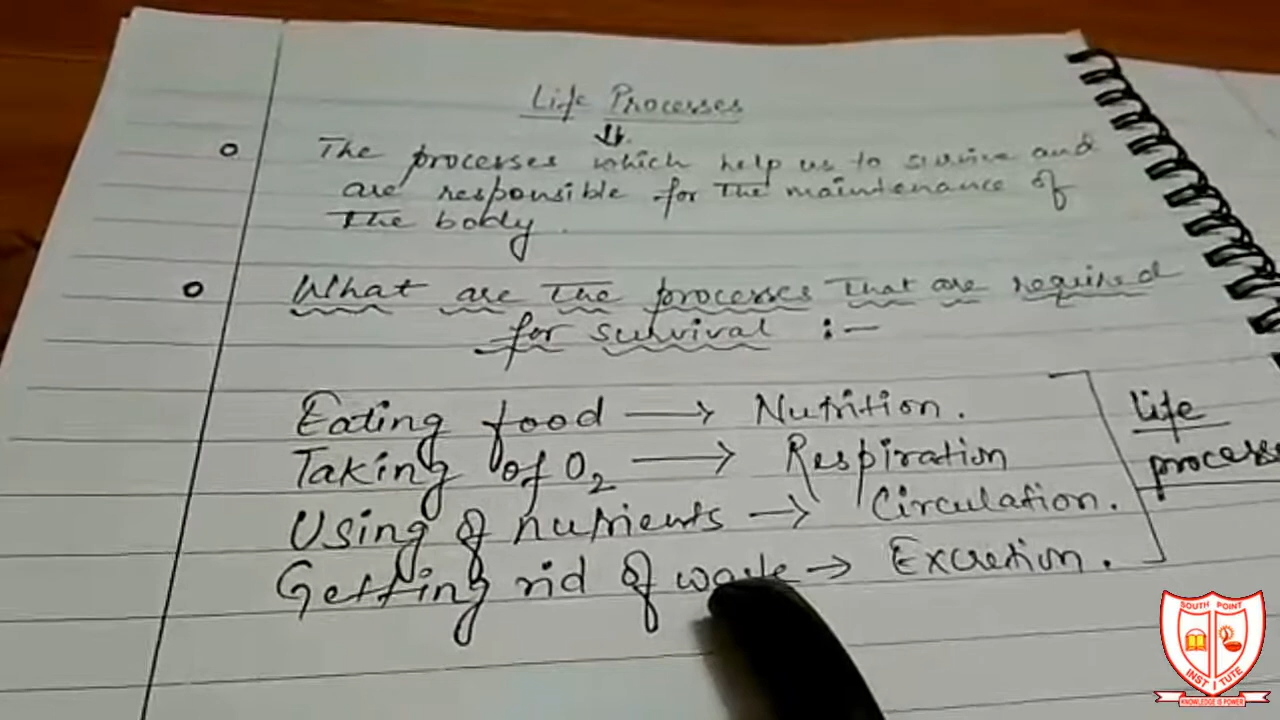 Life Processes
The processes which help us to survive and
are responsible for the maintenance of
the body.
What are the processes that are required
for survival :-
Eating food → Nutrition.
Taking of O₂ → Respiration
Using of nutrients → Circulation.
Getting rid of waste → Excretion.
life
processes
SOUTH POINT
INSTITUTE
KNOWLEDGE IS POWER